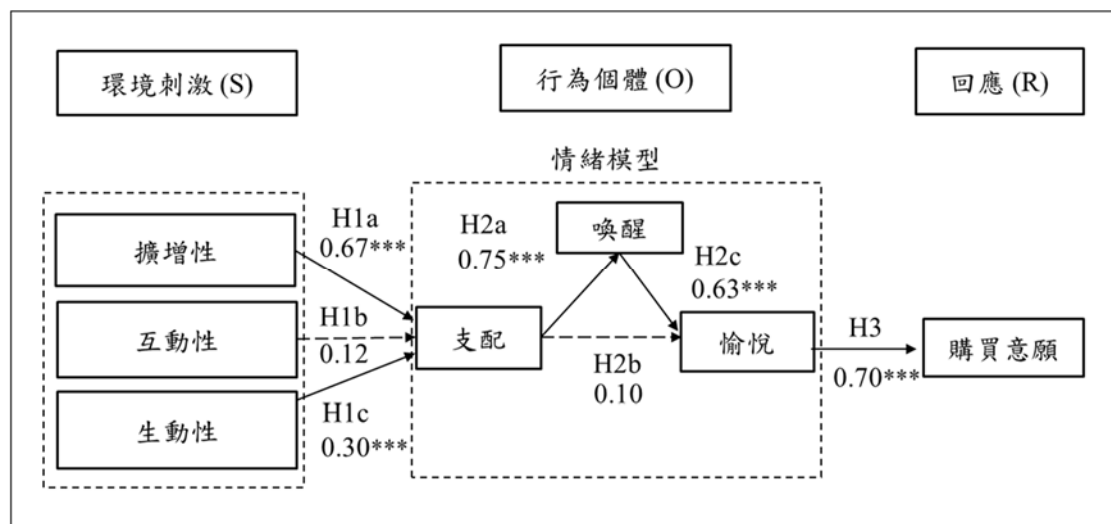 環境刺激(S)
行為個體(O)
回應(R)
情緒模型
擴增性
互動性
生動性
H1a
0.67***
H1b
0.12
H1c
0.30***
支配
H2a
0.75***
喚醒
H2c
0.63***
H2b
0.10
愉悅
H3
0.70***
購買意願